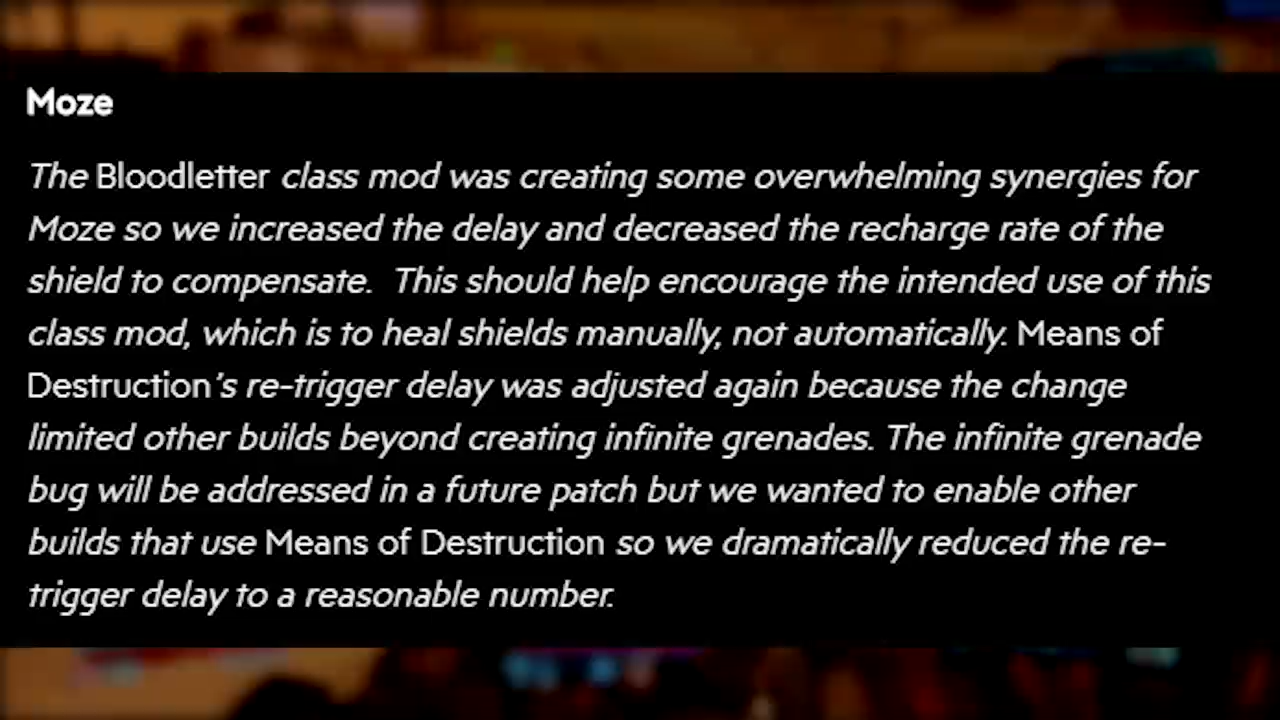 Moze
The Bloodletter class mod was creating some overwhelming synergies for
Moze so we increased the delay and decreased the recharge rate of the
shield to compensate.  This should help encourage the intended use of this
class mod, which is to heal shields manually, not automatically. Means of
Destruction's re-trigger delay was adjusted again because the change
limited other builds beyond creating infinite grenades. The infinite grenade
bug will be addressed in a future patch but we wanted to enable other
builds that use Means of Destruction so we dramatically reduced the re-
trigger delay to a reasonable number.